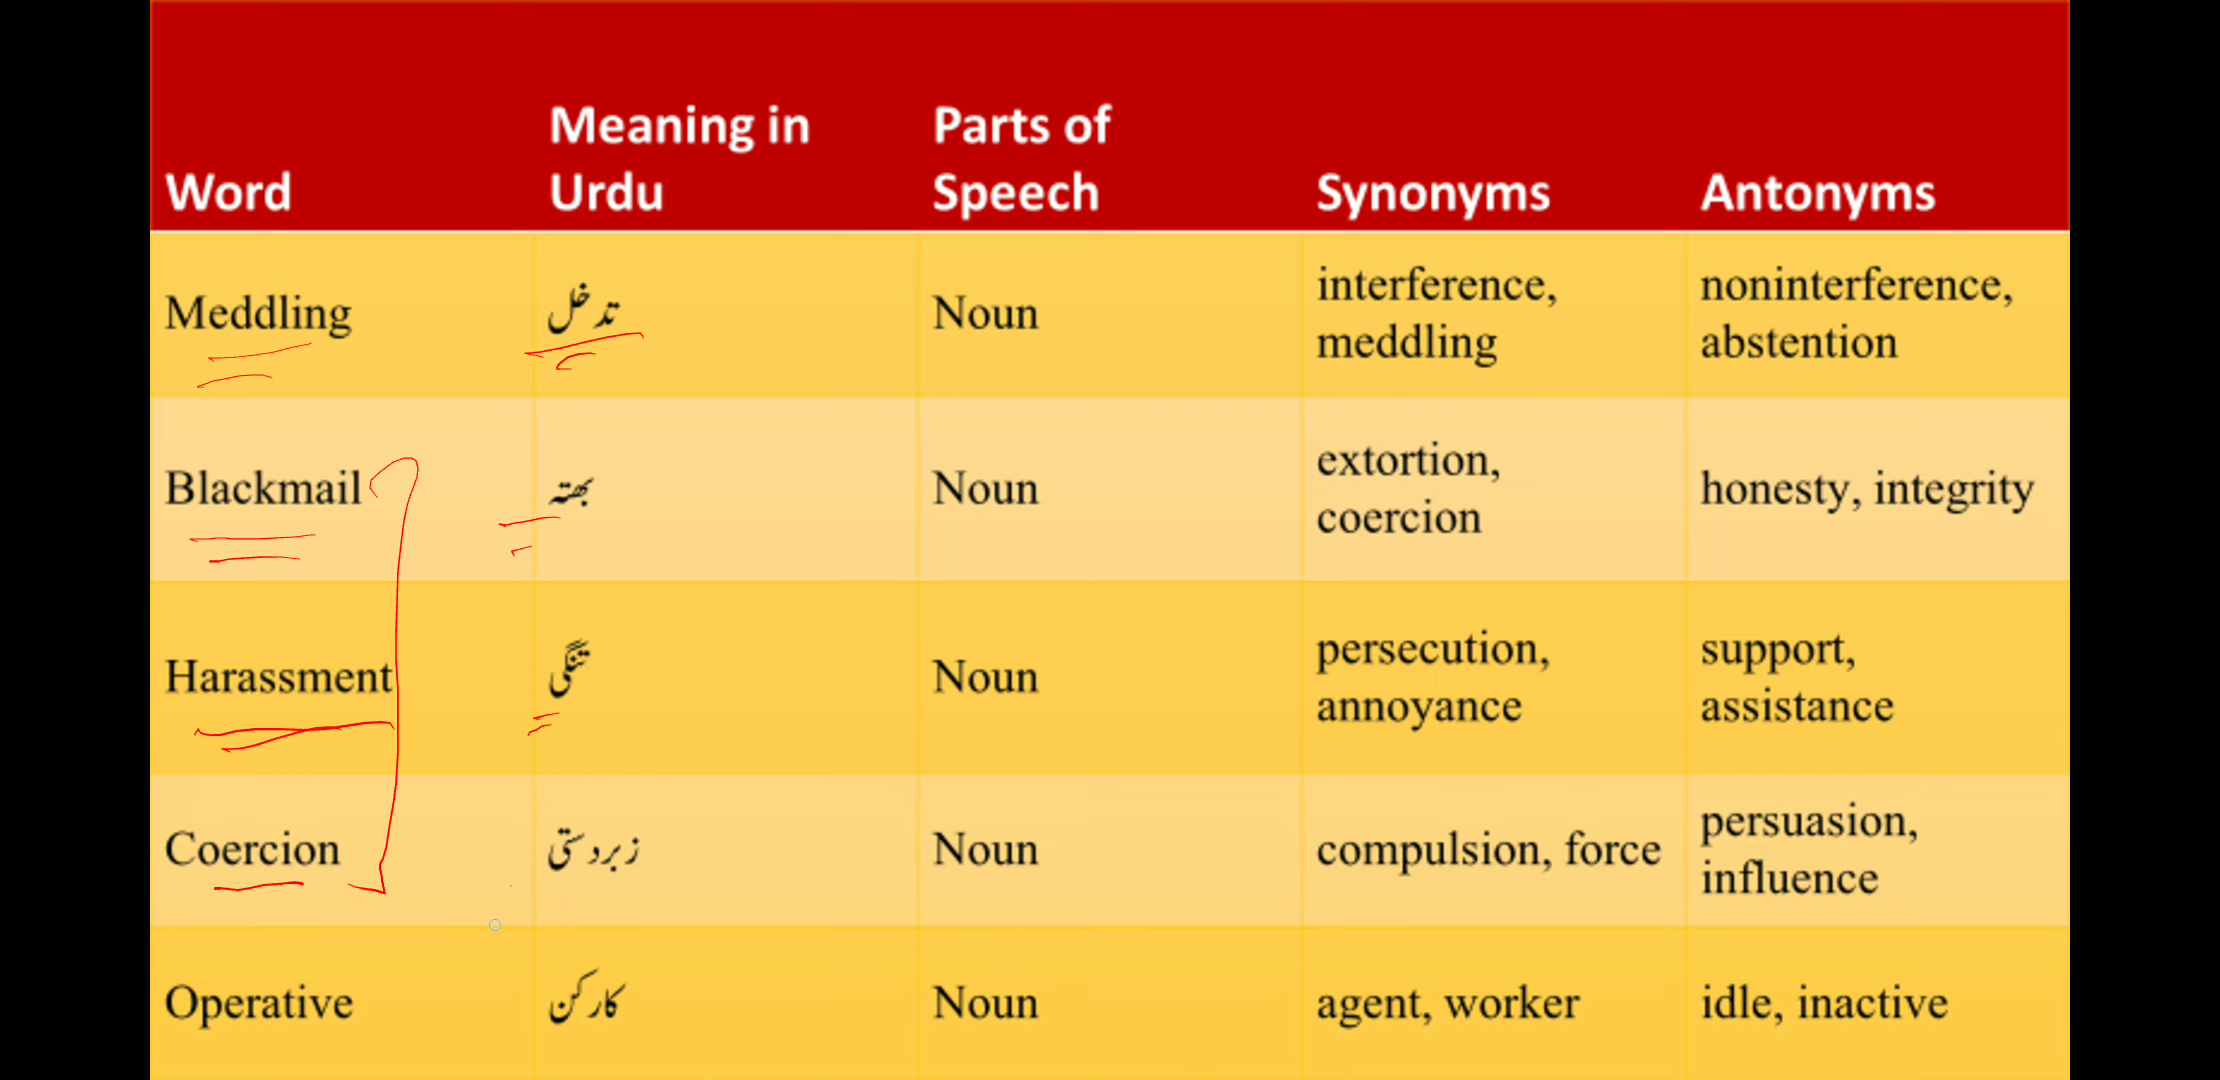 Word
Meaning in
Urdu
Parts of
Speech
Synonyms
Antonyms
Meddling
تدخل
Noun
interference,
meddling
noninterference,
abstention
Blackmail
بھتہ
Noun
extortion,
coercion
honesty, integrity
Harassment
تنگی
Noun
persecution,
annoyance
support,
assistance
Coercion
زبردستی
Noun
compulsion, force
persuasion,
influence
Operative
کارکن
Noun
agent, worker
idle, inactive